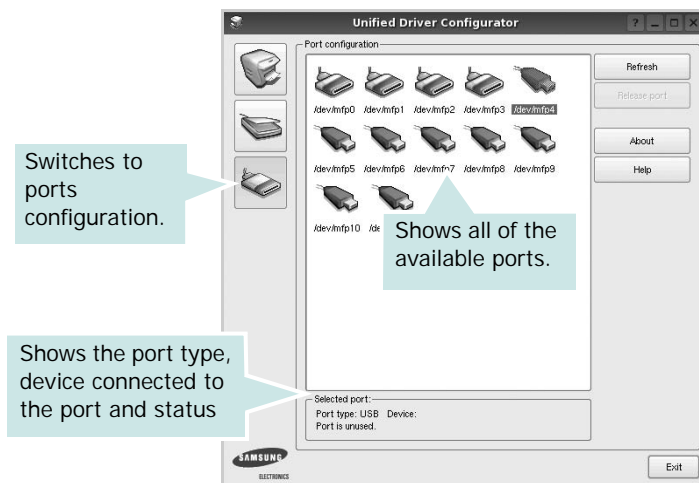 Unified Driver Configurator
Port configuration
/dev/mfp0 /dev/mfp1 /dev/mfp2 /dev/mfp3 /dev/mfp4
/dev/mfp5 /dev/mfp6 /dev/mfp7 /dev/mfp8 /dev/mfp9
/dev/mfp10
Refresh
Release port
About
Help
Switches to
ports
configuration.
Shows all of the
available ports.
Shows the port type,
device connected to
the port and status
Selected port:
Port type: USB Device:
Port is unused.
SAMSUNG
ELECTRONICS
Exit